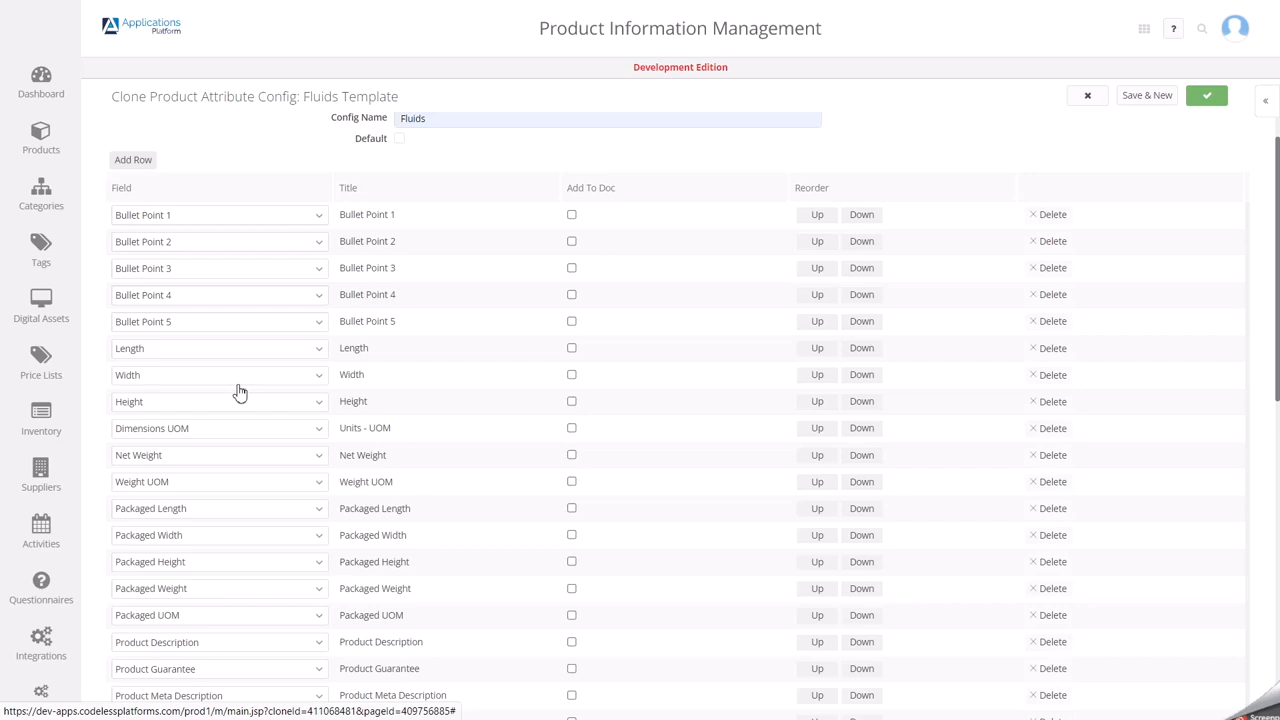 Applications
Platform
Product Information Management
?
Development Edition
Dashboard
Products
Categories
Tags
Digital Assets
Price Lists
Inventory
Suppliers
Activities
Questionnaires
Integrations
Clone Product Attribute Config: Fluids Template
Save & New
Config Name Fluids
Default
Add Row
Field Title Add To Doc Reorder
Bullet Point 1 Bullet Point 1 Up Down Delete
Bullet Point 2 Bullet Point 2 Up Down Delete
Bullet Point 3 Bullet Point 3 Up Down Delete
Bullet Point 4 Bullet Point 4 Up Down Delete
Bullet Point 5 Bullet Point 5 Up Down Delete
Length Length Up Down Delete
Width Width Up Down Delete
Height Height Up Down Delete
Dimensions UOM Units - UOM Up Down Delete
Net Weight Net Weight Up Down Delete
Weight UOM Weight UOM Up Down Delete
Packaged Length Packaged Length Up Down Delete
Packaged Width Packaged Width Up Down Delete
Packaged Height Packaged Height Up Down Delete
Packaged Weight Packaged Weight Up Down Delete
Packaged UOM Packaged UOM Up Down Delete
Product Description Product Description Up Down Delete
Product Guarantee Product Guarantee Up Down Delete
Product Meta Description Product Meta Description Up Down Delete
https://dev-apps.codelessplatforms.com/prod1/m/main.jsp?cloneId=411068481&pageId=409756885#